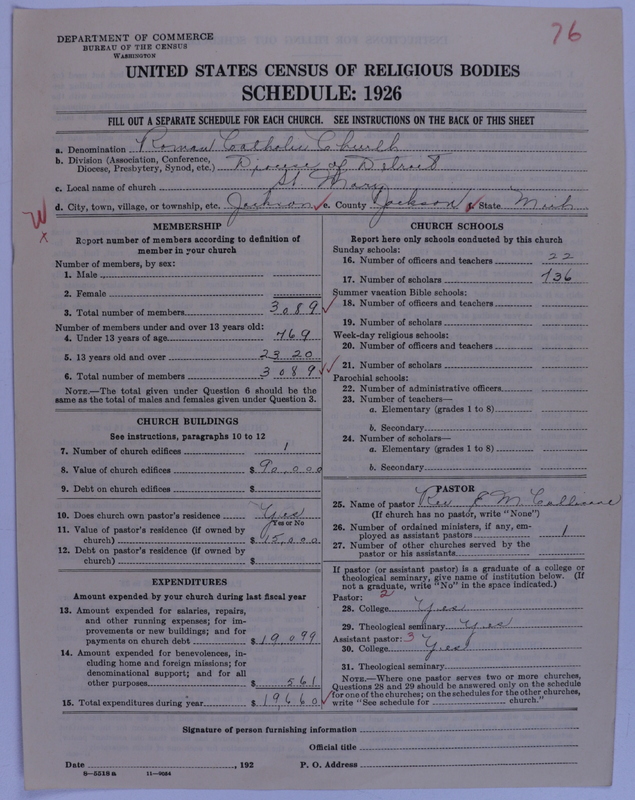 DEPARTMENT OF COMMERCE
BUREAU OF THE CENSUS
WASHINGTON
76
UNITED STATES CENSUS OF RELIGIOUS BODIES
SCHEDULE: 1926
FILL OUT A SEPARATE SCHEDULE FOR EACH CHURCH. SEE INSTRUCTIONS ON THE BACK OF THIS SHEET
a. Denomination Roman Catholic Church
b. Division (Association, Conference, Diocese, Presbytery, Synod, etc.) Diocese of Detroit
c. Local name of church St Mary
d. City, town, village, or township, etc. Jackson e. County Jackson f. State Mich
W
x
MEMBERSHIP
Report number of members according to definition of
member in your church
Number of members, by sex:
1. Male
2. Female
3. Total number of members 3089
Number of members under and over 13 years old:
4. Under 13 years of age 769
5. 13 years old and over 2320
6. Total number of members 3089
NOTE.—The total given under Question 6 should be the
same as the total of males and females given under Question 3.
CHURCH BUILDINGS
See instructions, paragraphs 10 to 12
7. Number of church edifices 1
8. Value of church edifices $ 90,000
9. Debt on church edifices $
10. Does church own pastor's residence Yes
Yes or No
11. Value of pastor's residence (if owned by
church) $ 15,000
12. Debt on pastor's residence (if owned by
church) $
EXPENDITURES
Amount expended by your church during last fiscal year
13. Amount expended for salaries, repairs,
and other running expenses; for im-
provements or new buildings; and for
payments on church debt $ 19,099
14. Amount expended for benevolences, in-
cluding home and foreign missions; for
denominational support; and for all
other purposes $ 561
15. Total expenditures during year $ 19,660
CHURCH SCHOOLS
Report here only schools conducted by this church
Sunday schools:
16. Number of officers and teachers 22
17. Number of scholars 736
Summer vacation Bible schools:
18. Number of officers and teachers
19. Number of scholars
Week-day religious schools:
20. Number of officers and teachers
21. Number of scholars
Parochial schools:
22. Number of administrative officers
23. Number of teachers—
a. Elementary (grades 1 to 8)
b. Secondary
24. Number of scholars—
a. Elementary (grades 1 to 8)
b. Secondary
PASTOR
25. Name of pastor Rev M
(If church has no pastor, write "None")
26. Number of ordained ministers, if any, em-
ployed as assistant pastors 1
27. Number of other churches served by the
pastor or his assistants
If pastor (or assistant pastor) is a graduate of a college or
theological seminary, give name of institution below. (If
not a graduate, write "No" in the space indicated.)
Pastor: 2
28. College Yes
29. Theological seminary Yes
Assistant pastor: 3
30. College Yes
31. Theological seminary
NOTE.—Where one pastor serves two or more churches,
Questions 28 and 29 should be answered only on the schedule
for one of the churches; on the schedules for the other churches,
write "See schedule for church."
Signature of person furnishing information
Official title
Date , 192 P. O. Address
8—5518 a 11—9084